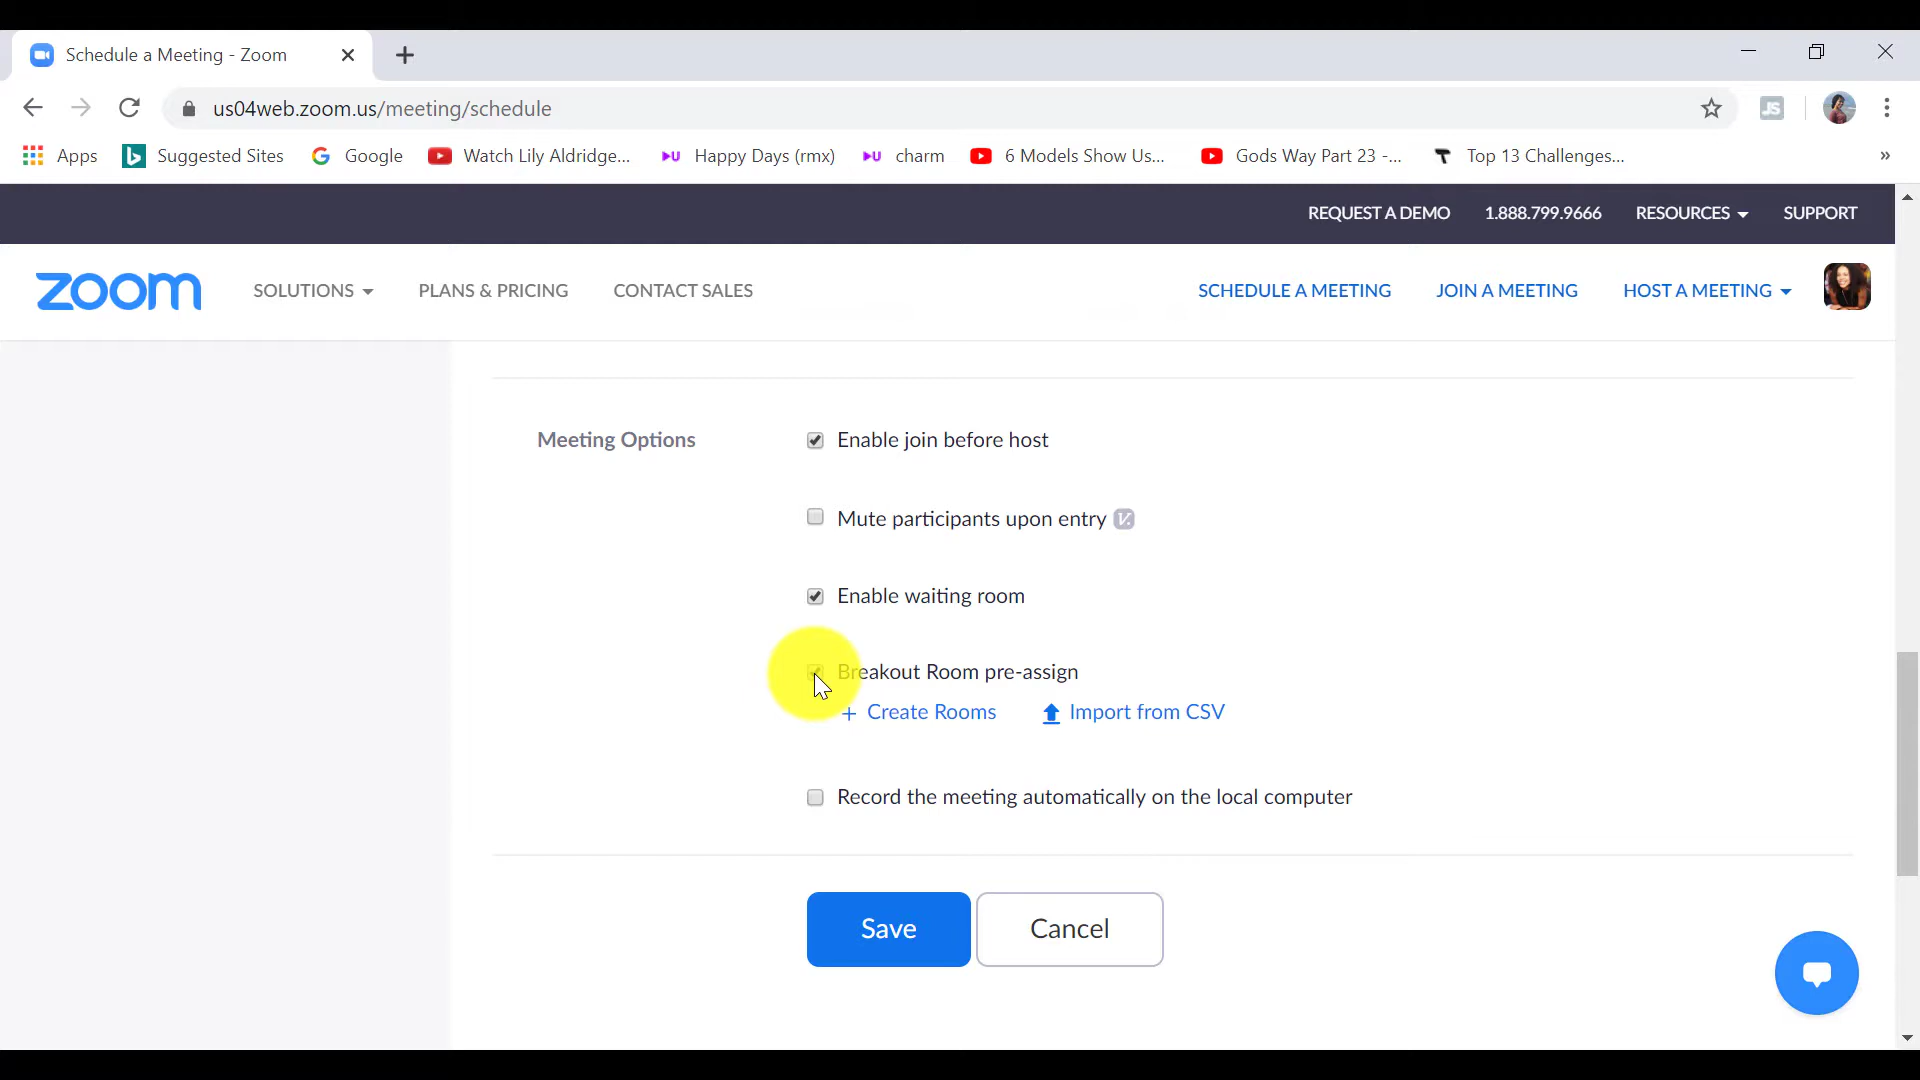 Schedule a Meeting - Zoom
us04web.zoom.us/meeting/schedule
Apps Suggested Sites Google Watch Lily Aldridge... Happy Days (rmx) charm 6 Models Show Us... Gods Way Part 23 -... Top 13 Challenges... »
REQUEST A DEMO 1.888.799.9666 RESOURCES SUPPORT
zoom SOLUTIONS PLANS & PRICING CONTACT SALES SCHEDULE A MEETING JOIN A MEETING HOST A MEETING
Meeting Options Enable join before host
Mute participants upon entry
Enable waiting room
Breakout Room pre-assign
+ Create Rooms Import from CSV
Record the meeting automatically on the local computer
Save Cancel